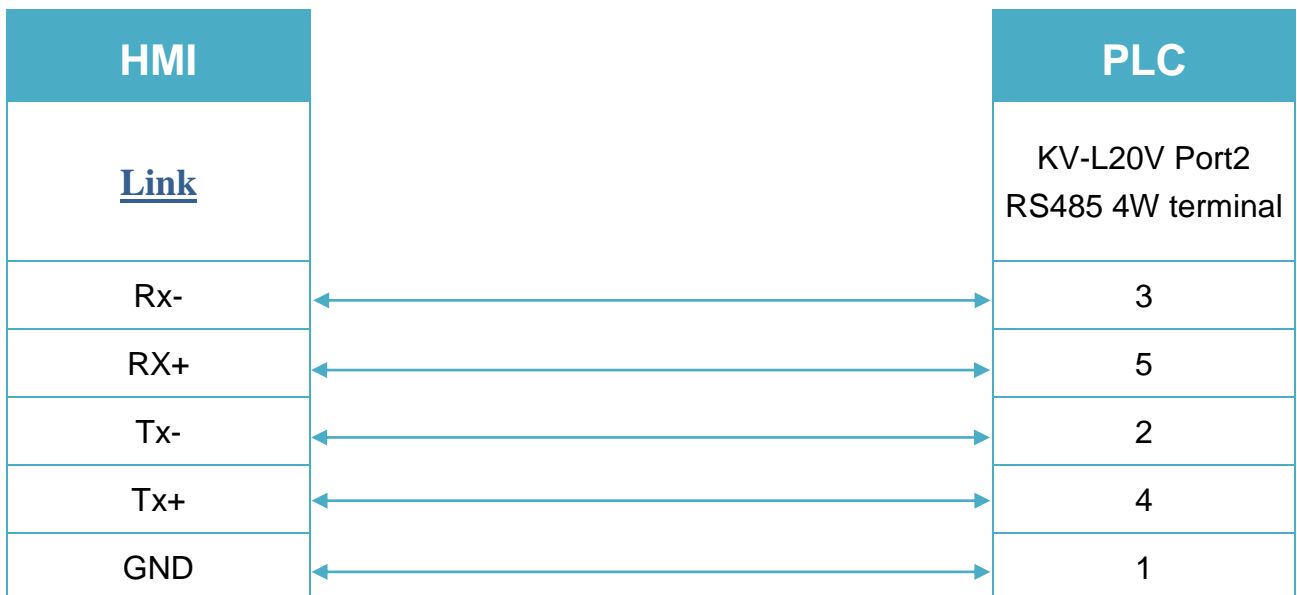 HMI PLC
Link KV-L20V Port2
RS485 4W terminal
Rx- 3
RX+ 5
Tx- 2
Tx+ 4
GND 1